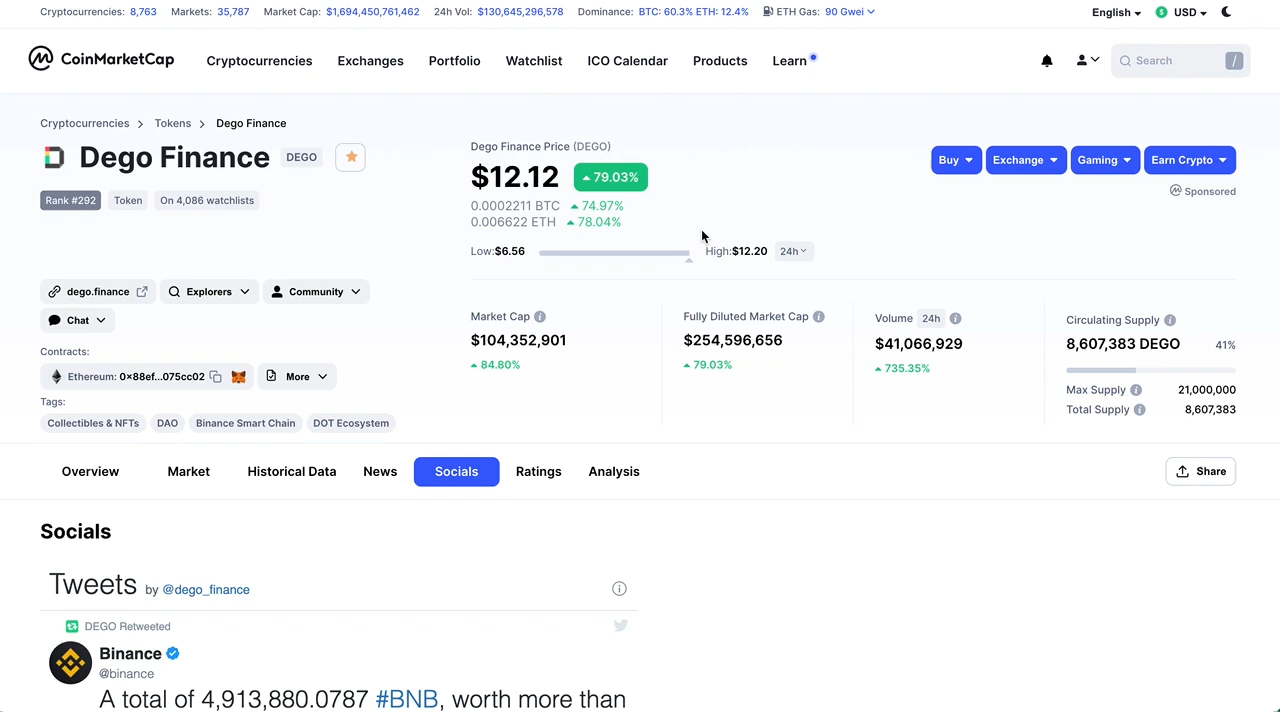 Cryptocurrencies: 8,763 Markets: 35,787 Market Cap: $1,694,450,761,462 24h Vol: $130,645,296,578 Dominance: BTC: 60.3% ETH: 12.4% ETH Gas: 90 Gwei English USD
CoinMarketCap Cryptocurrencies Exchanges Portfolio Watchlist ICO Calendar Products Learn Search /
Cryptocurrencies Tokens Dego Finance
Dego Finance DEGO
Rank #292 Token On 4,086 watchlists
Dego Finance Price (DEGO)
$12.12 79.03%
0.0002211 BTC 74.97%
0.006622 ETH 78.04%
Low:$6.56 High:$12.20 24h
Buy Exchange Gaming Earn Crypto
Sponsored
dego.finance Explorers Community
Chat
Contracts:
Ethereum: 0x88ef...075cc02 More
Tags:
Collectibles & NFTs DAO Binance Smart Chain DOT Ecosystem
Market Cap
$104,352,901
84.80%
Fully Diluted Market Cap
$254,596,656
79.03%
Volume 24h
$41,066,929
735.35%
Circulating Supply
8,607,383 DEGO 41%
Max Supply 21,000,000
Total Supply 8,607,383
Overview Market Historical Data News Socials Ratings Analysis Share
Socials
Tweets by @dego_finance
DEGO Retweeted
Binance
@binance
A total of 4,913,880.0787 #BNB, worth more than